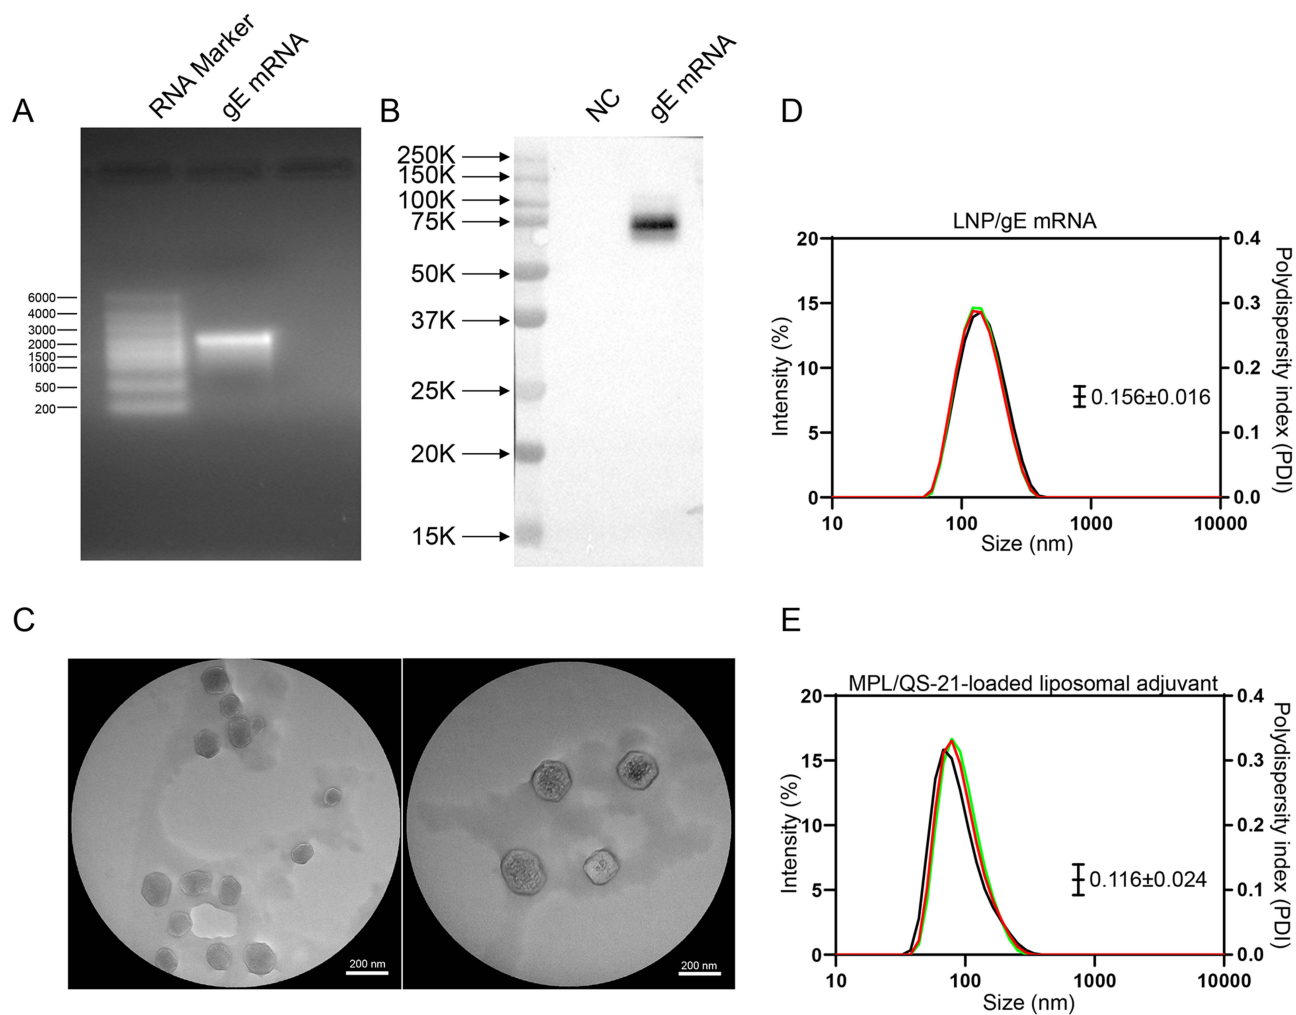 A
RNA Marker
gE mRNA
6000
4000
3000
2000
1500
1000
500
200
B
NC
gE mRNA
250K
150K
100K
75K
50K
37K
25K
20K
15K
C
200 nm
200 nm
D
LNP/gE mRNA
20
15
10
5
0
Intensity (%)
10
100
1000
10000
Size (nm)
0.4
0.3
0.2
0.1
0.0
Polydispersity index (PDI)
0.156±0.016
E
MPL/QS-21-loaded liposomal adjuvant
20
15
10
5
0
Intensity (%)
10
100
1000
10000
Size (nm)
0.4
0.3
0.2
0.1
0.0
Polydispersity index (PDI)
0.116±0.024